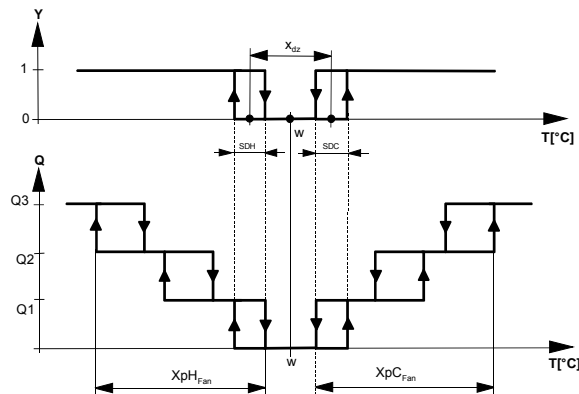 Y
x_dz
1
0
w
T[°C]
SDH
SDC
Q
Q3
Q2
Q1
w
T[°C]
XpH_Fan
XpC_Fan